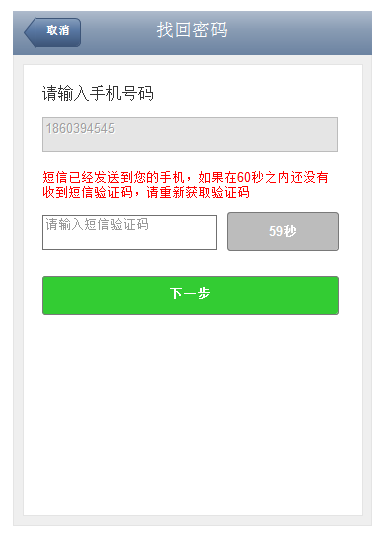 取消
找回密码
请输入手机号码
1860394545
短信已经发送到您的手机，如果在60秒之内还没有
收到短信验证码，请重新获取验证码
请输入短信验证码
59秒
下一步